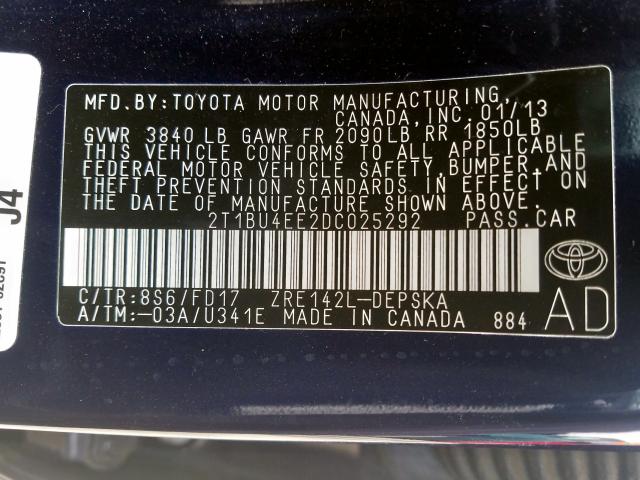 MFD.BY:TOYOTA MOTOR MANUFACTURING,
CANADA,INC.01/13
GVWR 3840LB GAWR FR 2090LB RR 1850LB
THIS VEHICLE CONFORMS TO ALL APPLICABLE
FEDERAL MOTOR VEHICLE SAFETY,BUMPER,AND
THEFT PREVENTION STANDARDS IN EFFECT ON
THE DATE OF MANUFACTURE SHOWN ABOVE.
2T1BU4EE2DC025292 PASS.CAR
C/TR:8S6/FD17 ZRE142L-DEPSKA
A/TM:-03A/U341E MADE IN CANADA 884
AD
J4